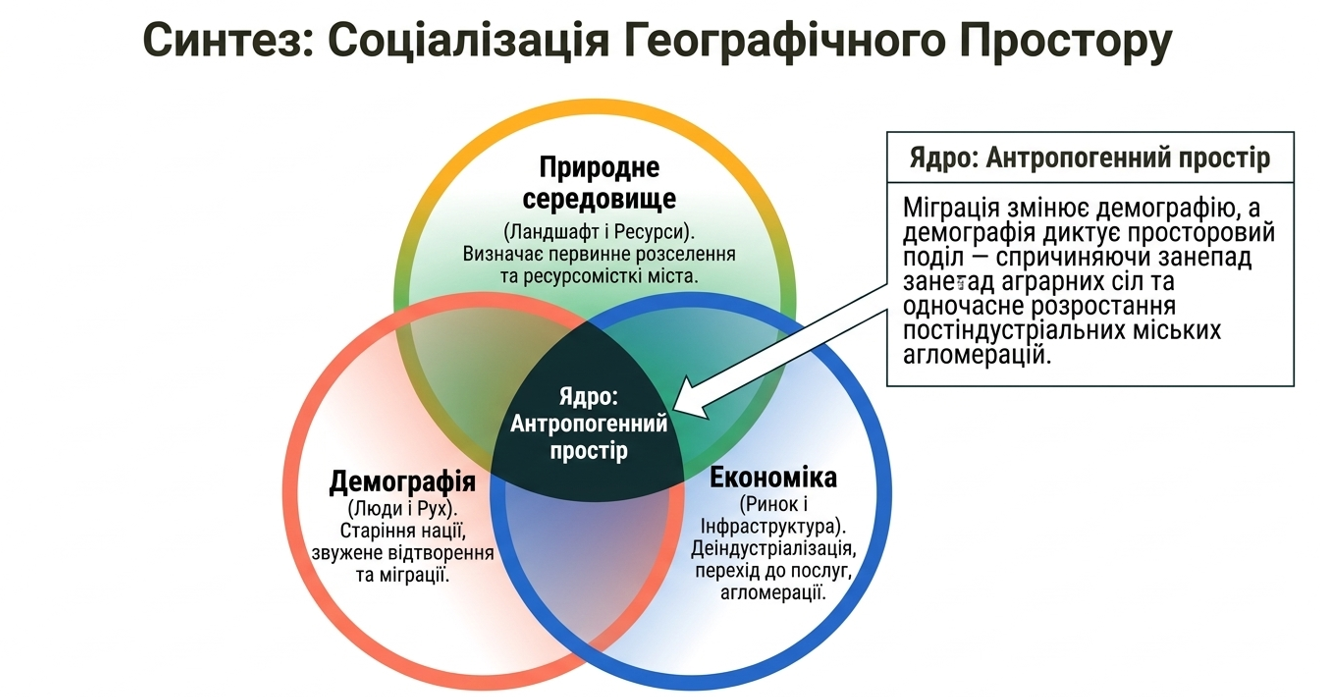 Синтез: Соціалізація Географічного Простору
Природне
середовище
(Ландшафт і Ресурси).
Визначає первинне розселення
та ресурсомісткі міста.
Ядро: Антропогенний простір
Міграція змінює демографію, а
демографія диктує просторовий
поділ — спричиняючи занепад
занепад аграрних сіл та
одночасне розростання
постіндустріальних міських
агломерацій.
Ядро:
Антропогенний
простір
Демографія
(Люди і Рух).
Старіння нації,
звужене відтворення
та міграції.
Економіка
(Ринок і
Інфраструктура).
Деіндустріалізація,
перехід до послуг,
агломерації.